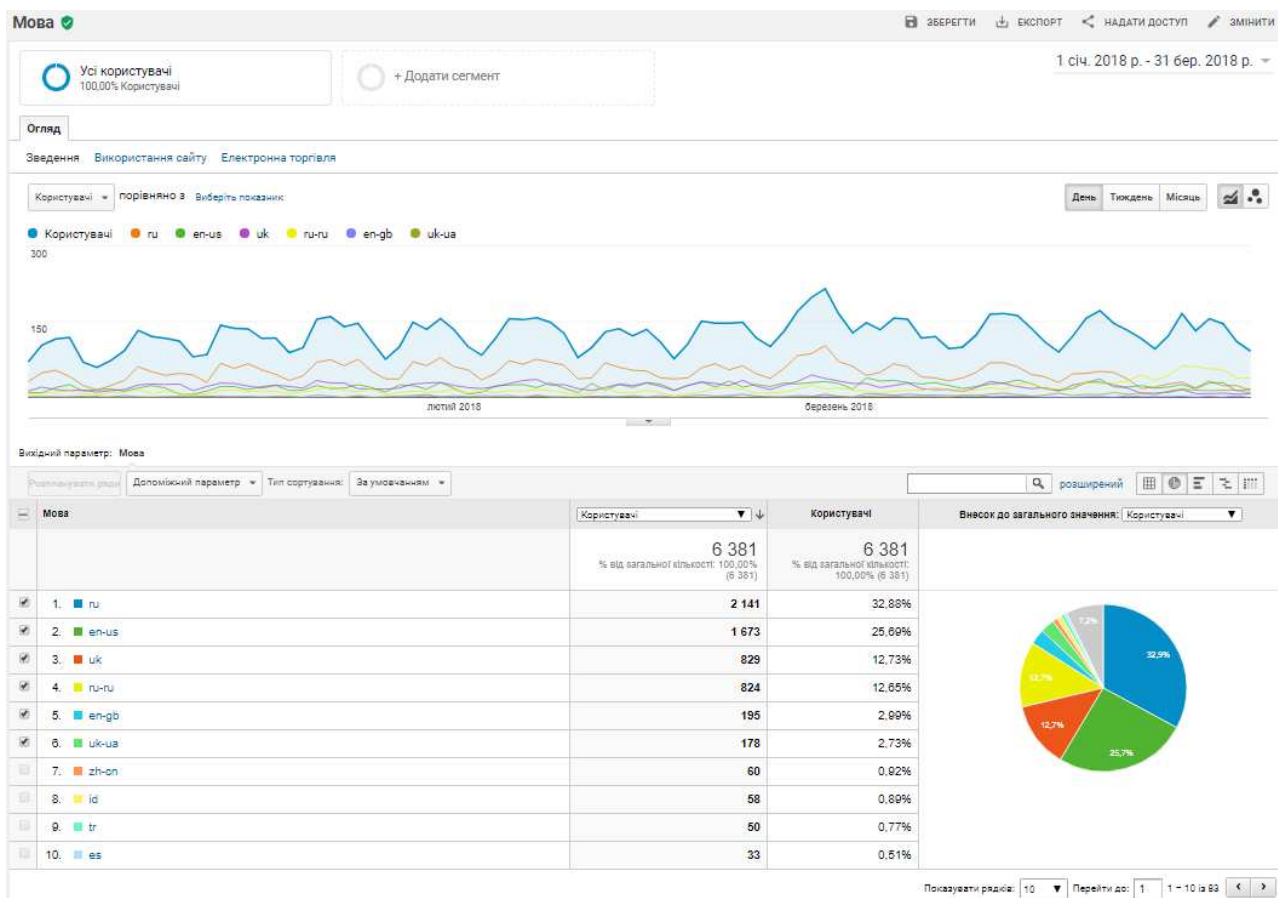 Мова
ЗБЕРЕГТИ ЕКСПОРТ НАДАТИ ДОСТУП ЗМІНИТИ
Усі користувачі
100,00% Користувачі
+ Додати сегмент
1 січ. 2018 р. - 31 бер. 2018 р.
Огляд
Зведення Використання сайту Електронна торгівля
Користувачі порівняно з Виберіть показник
День Тиждень Місяць
Користувачі ru en-us uk ru-ru en-gb uk-ua
300
150
лютий 2018 березень 2018
Вихідний параметр: Мова
Розпланувати ряди Допоміжний параметр Тип сортування: За умовчанням розширений
Мова Користувачі Користувачі Внесок до загального значення: Користувачі
6 381 6 381
% від загальної кількості: 100,00% (6 381) % від загальної кількості: 100,00% (6 381)
1. ru 2 141 32,88%
2. en-us 1 673 25,69%
3. uk 829 12,73%
4. ru-ru 824 12,65%
5. en-gb 195 2,99%
6. uk-ua 178 2,73%
7. zh-cn 60 0,92%
8. id 58 0,89%
9. tr 50 0,77%
10. es 33 0,51%
7,2%
32,9%
12,7%
12,7%
25,7%
Показувати рядків: 10 Перейти до: 1 1 – 10 із 83